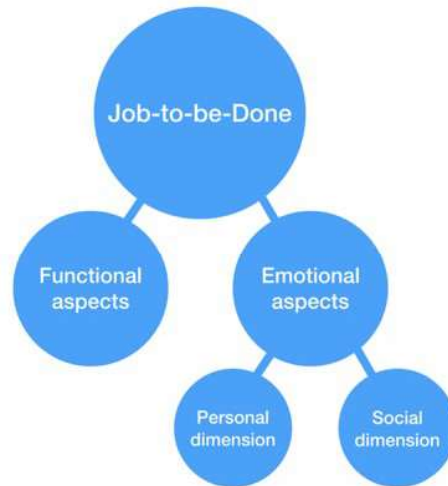 Job-to-be-Done
Functional
aspects
Emotional
aspects
Personal
dimension
Social
dimension